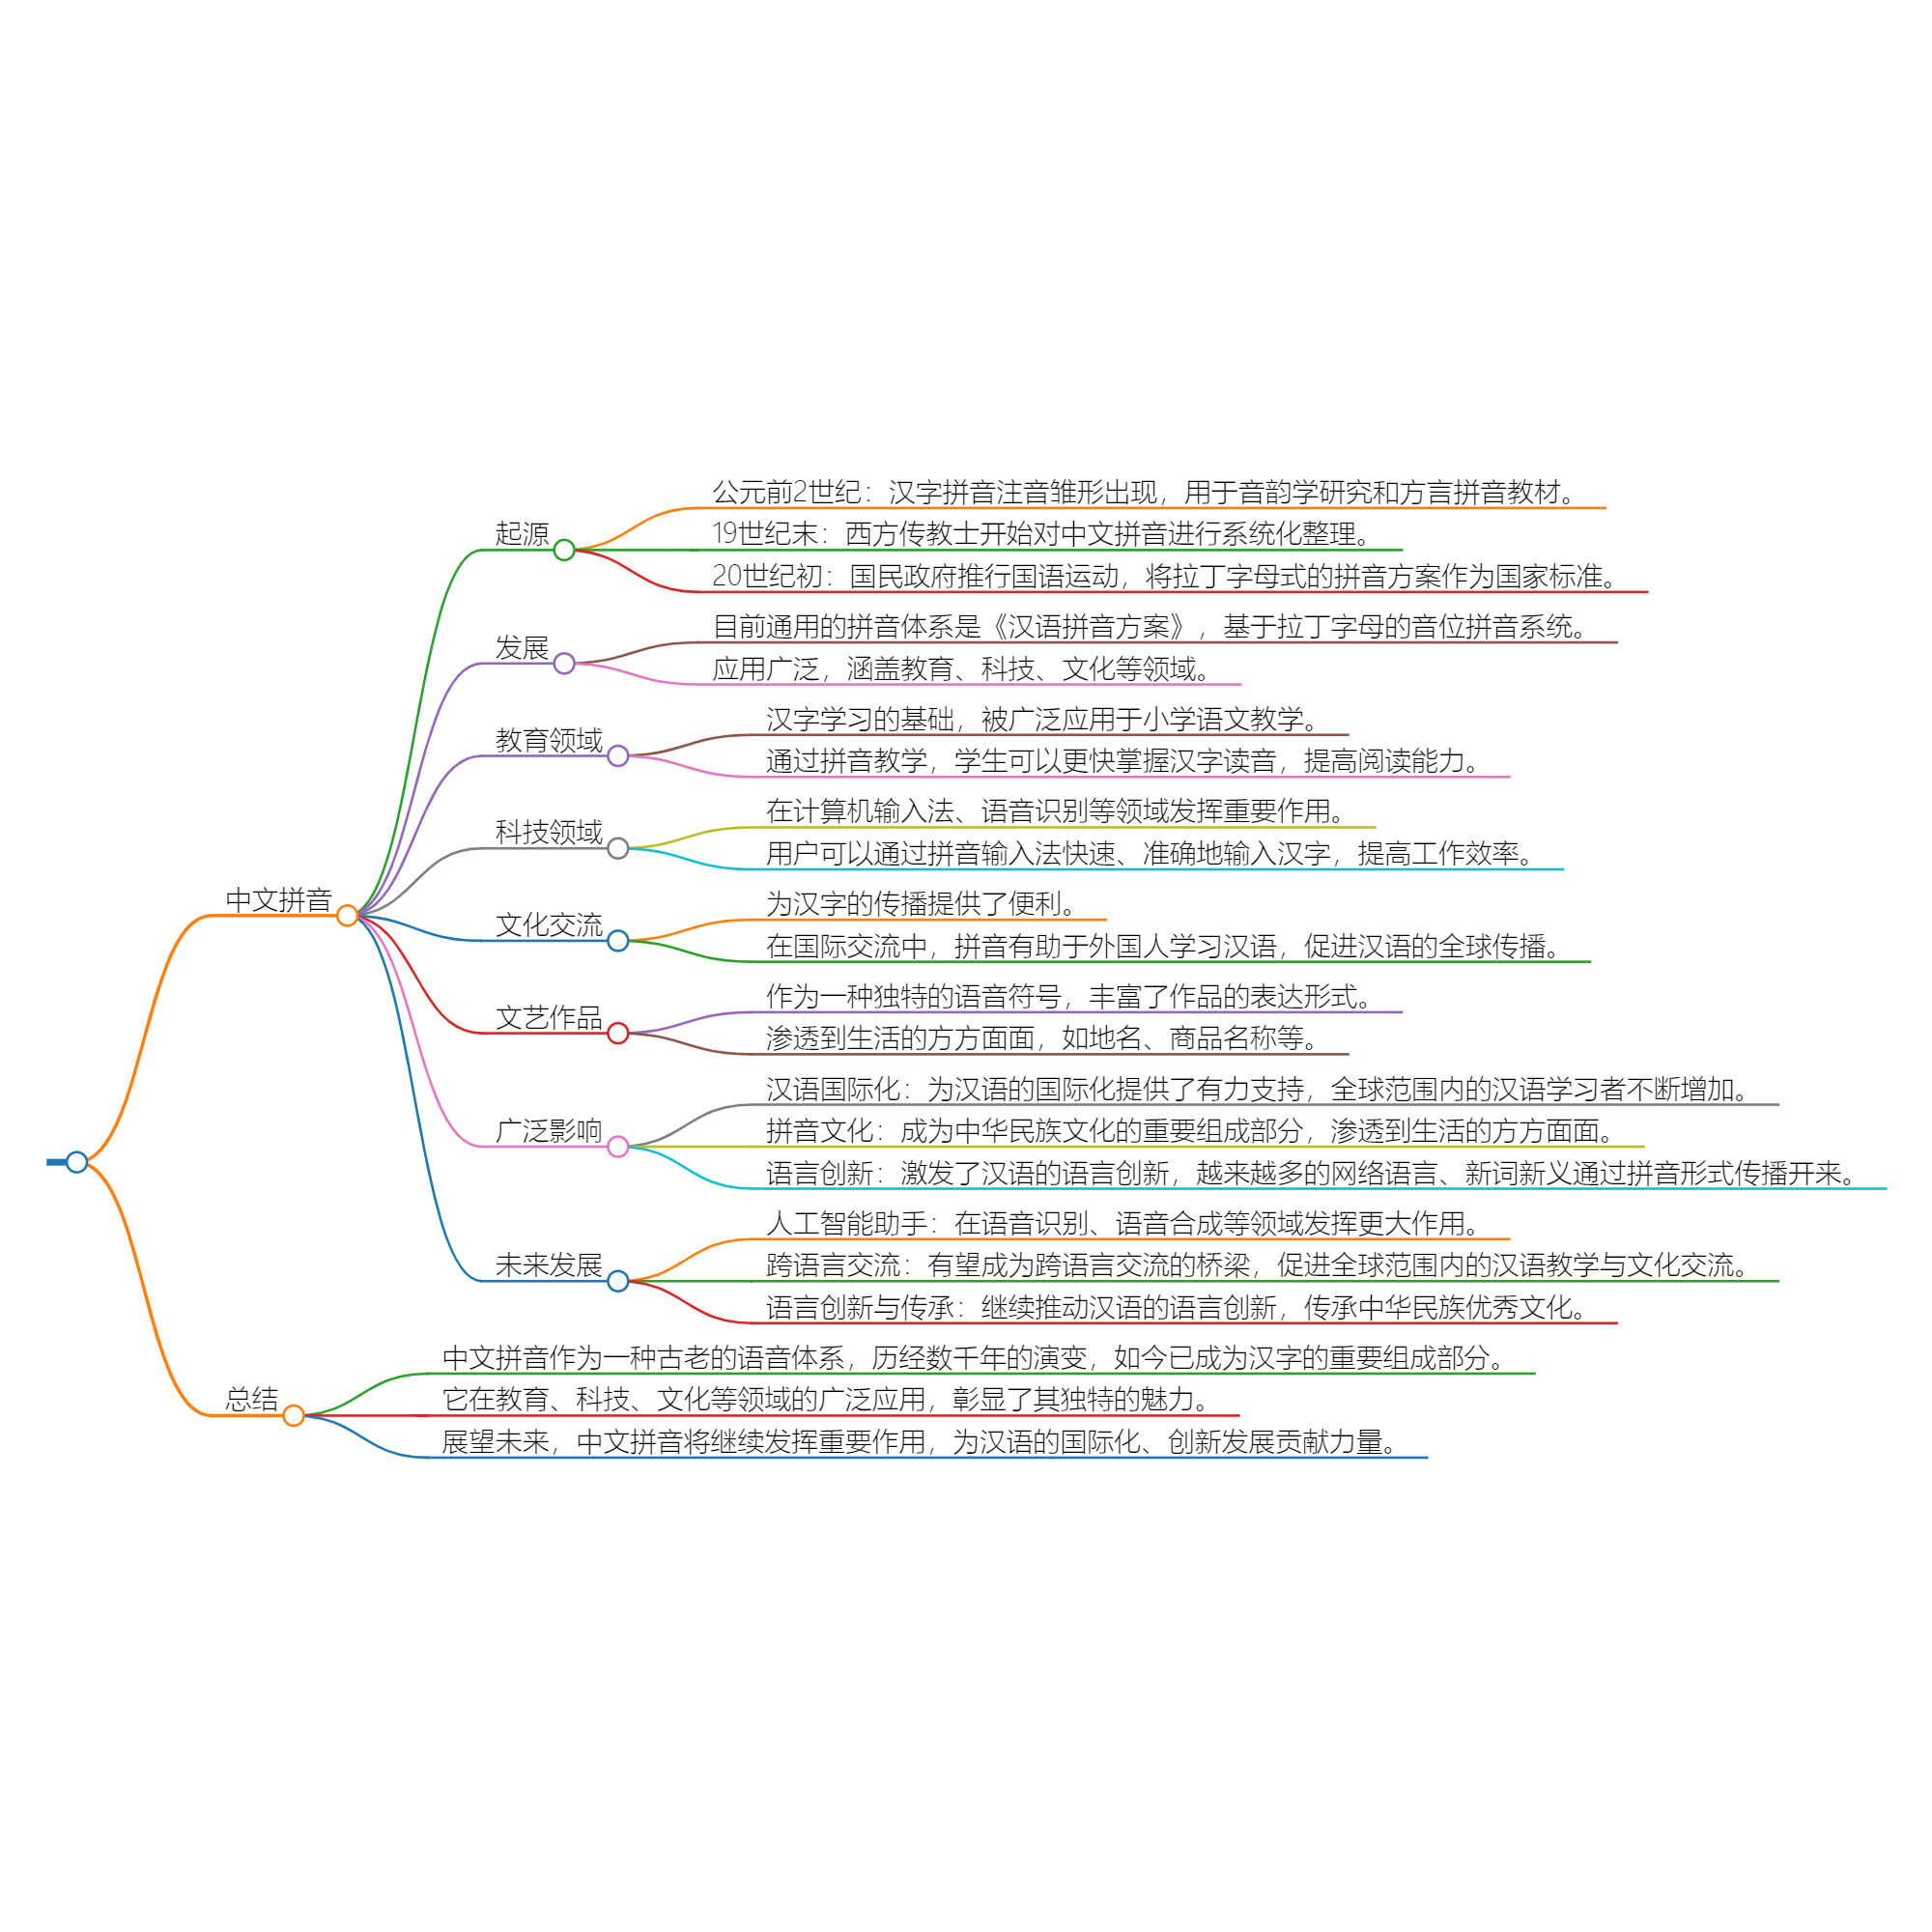 中文拼音
起源
公元前2世纪：汉字拼音注音雏形出现，用于音韵学研究和方言拼音教材。
19世纪末：西方传教士开始对中文拼音进行系统化整理。
20世纪初：国民政府推行国语运动，将拉丁字母式的拼音方案作为国家标准。
发展
目前通用的拼音体系是《汉语拼音方案》，基于拉丁字母的音位拼音系统。
应用广泛，涵盖教育、科技、文化等领域。
教育领域
汉字学习的基础，被广泛应用于小学语文教学。
通过拼音教学，学生可以更快掌握汉字读音，提高阅读能力。
科技领域
在计算机输入法、语音识别等领域发挥重要作用。
用户可以通过拼音输入法快速、准确地输入汉字，提高工作效率。
文化交流
为汉字的传播提供了便利。
在国际交流中，拼音有助于外国人学习汉语，促进汉语的全球传播。
文艺作品
作为一种独特的语音符号，丰富了作品的表达形式。
渗透到生活的方方面面，如地名、商品名称等。
广泛影响
汉语国际化：为汉语的国际化提供了有力支持，全球范围内的汉语学习者不断增加。
拼音文化：成为中华民族文化的重要组成部分，渗透到生活的方方面面。
语言创新：激发了汉语的语言创新，越来越多的网络语言、新词新义通过拼音形式传播开来。
未来发展
人工智能助手：在语音识别、语音合成等领域发挥更大作用。
跨语言交流：有望成为跨语言交流的桥梁，促进全球范围内的汉语教学与文化交流。
语言创新与传承：继续推动汉语的语言创新，传承中华民族优秀文化。
总结
中文拼音作为一种古老的语音体系，历经数千年的演变，如今已成为汉字的重要组成部分。
它在教育、科技、文化等领域的广泛应用，彰显了其独特的魅力。
展望未来，中文拼音将继续发挥重要作用，为汉语的国际化、创新发展贡献力量。